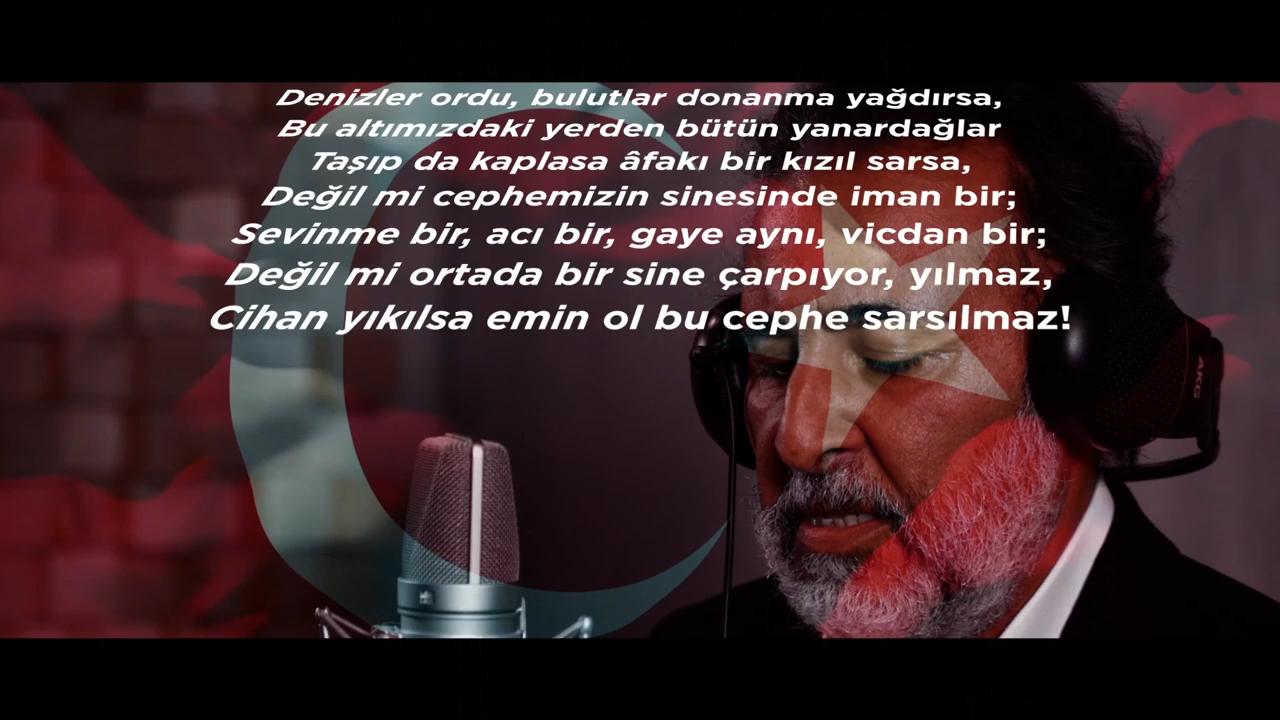 Denizler ordu, bulutlar donanma yağdırsa,
Bu altımızdaki yerden bütün yanardağlar
Taşıp da kaplasa âfakı bir kızıl sarsa,
Değil mi cephemizin sinesinde iman bir;
Sevinme bir, acı bir, gaye aynı, vicdan bir;
Değil mi ortada bir sine çarpıyor, yılmaz,
Cihan yıkılsa emin ol bu cephe sarsılmaz!
AKG